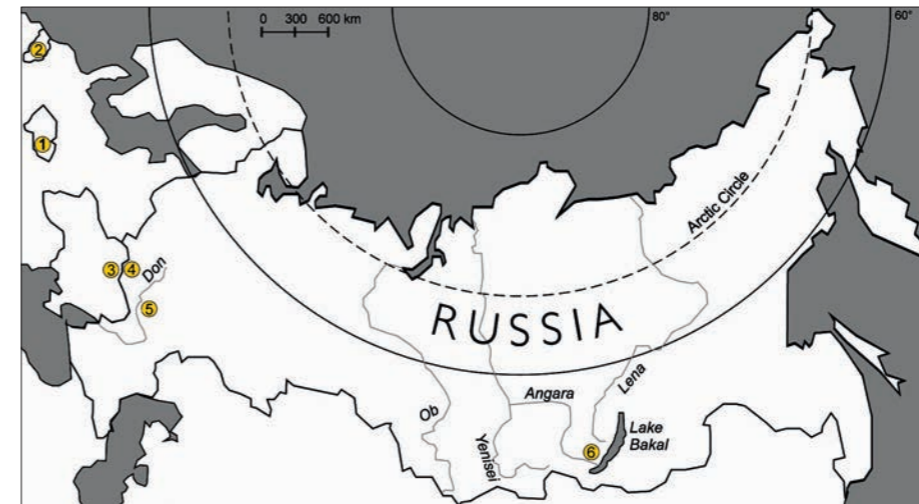 0 300 600 km
80°
60°
2
1
Arctic Circle
3
4
Don
5
RUSSIA
Ob
Yenisei
Angara
Lena
6
Lake
Bakal